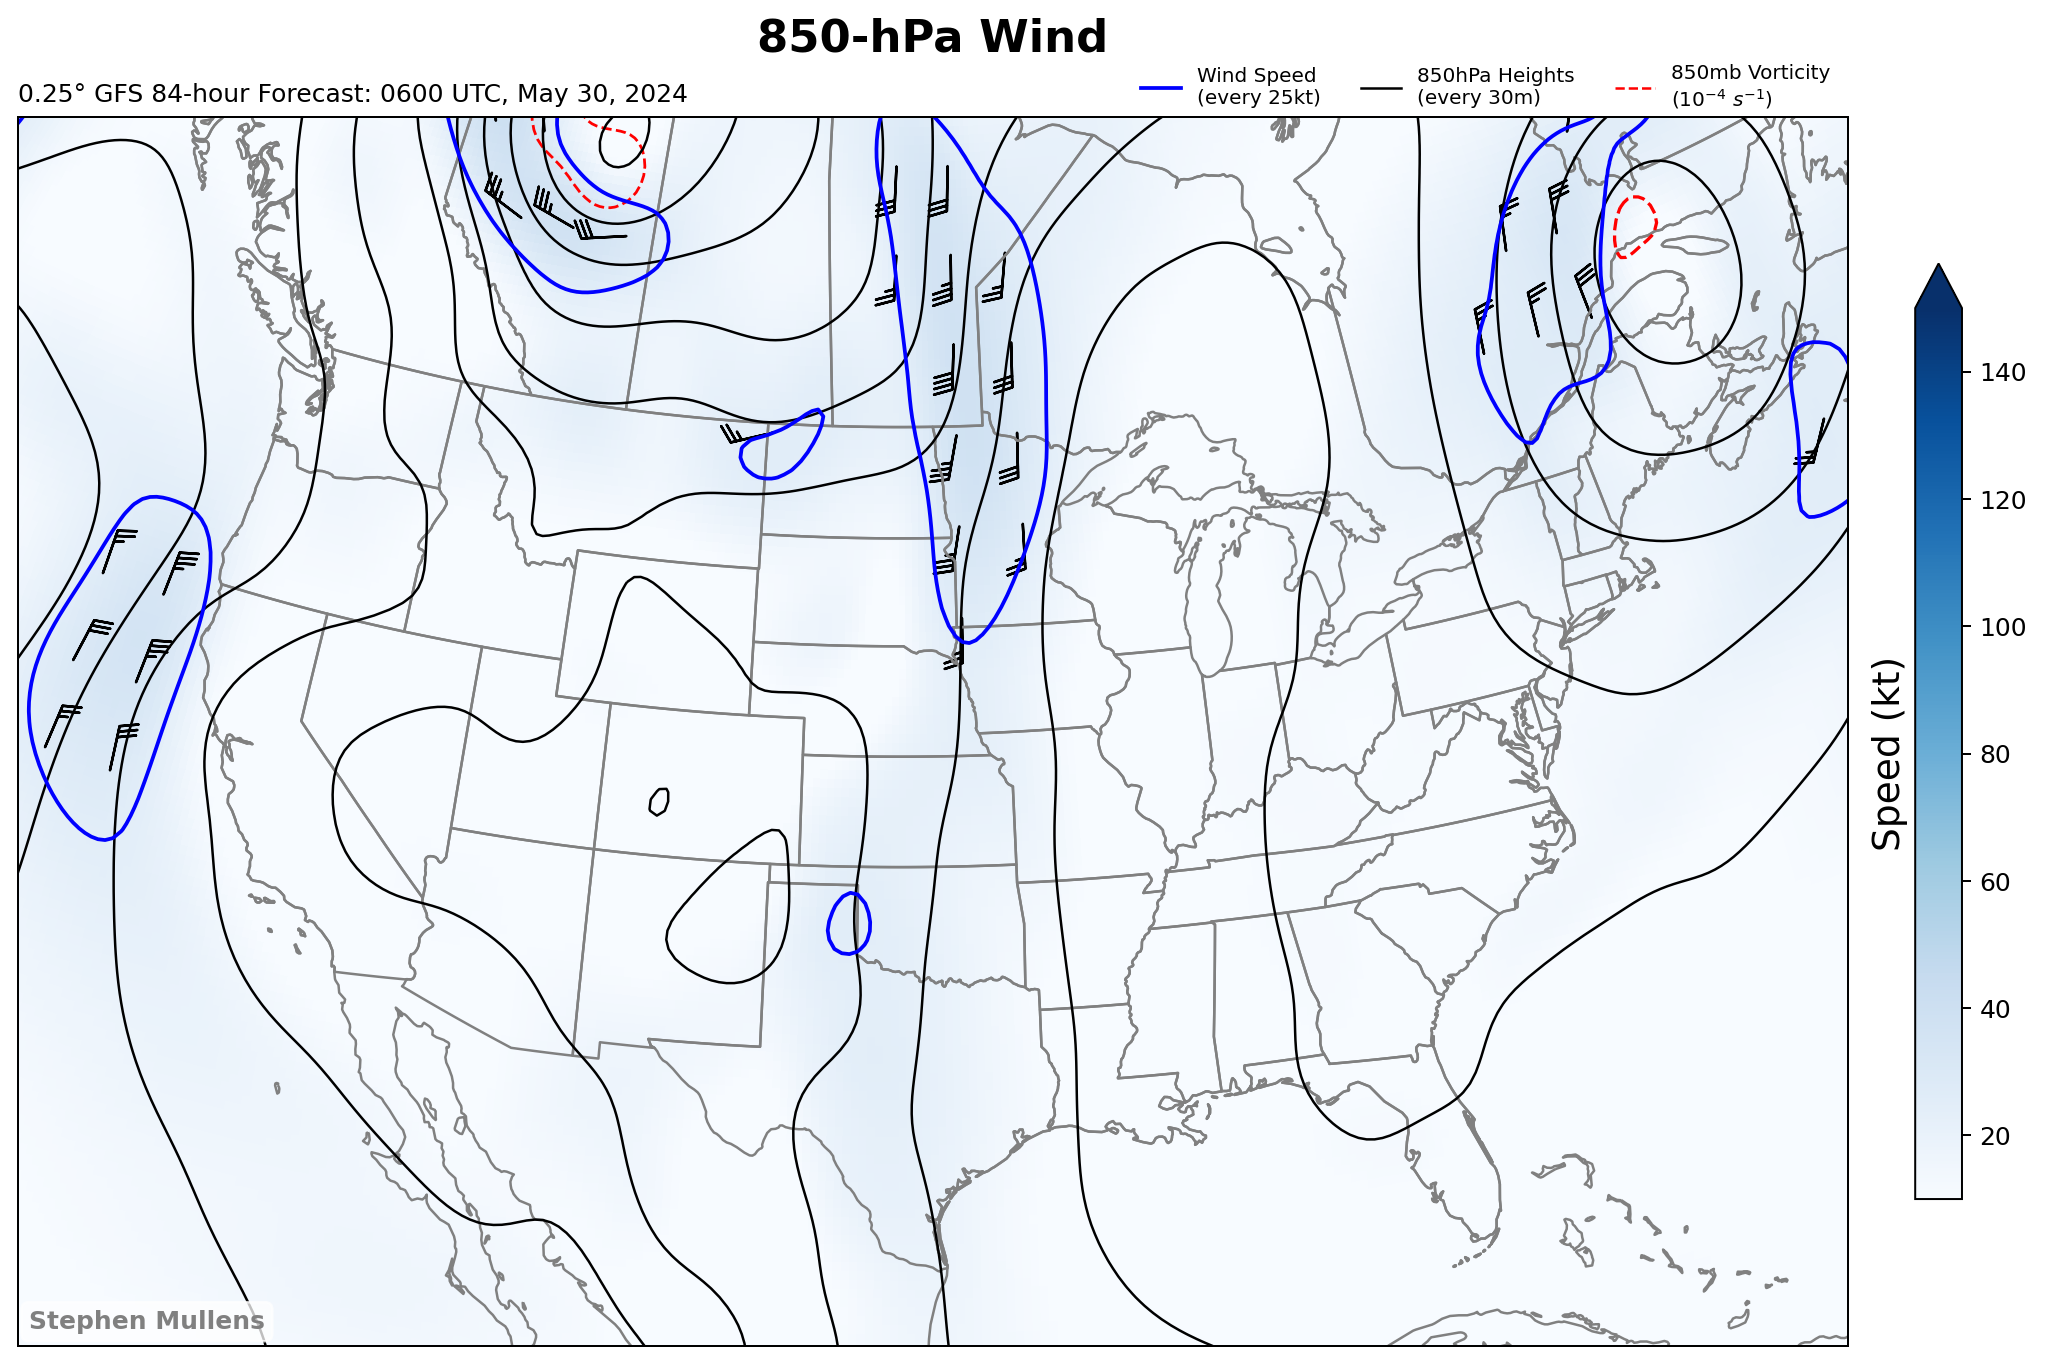 850-hPa Wind
0.25° GFS 84-hour Forecast: 0600 UTC, May 30, 2024
Wind Speed
(every 25kt)
850hPa Heights
(every 30m)
850mb Vorticity
(10⁻⁴ s⁻¹)
140
120
100
80
60
40
20
Speed (kt)
Stephen Mullens